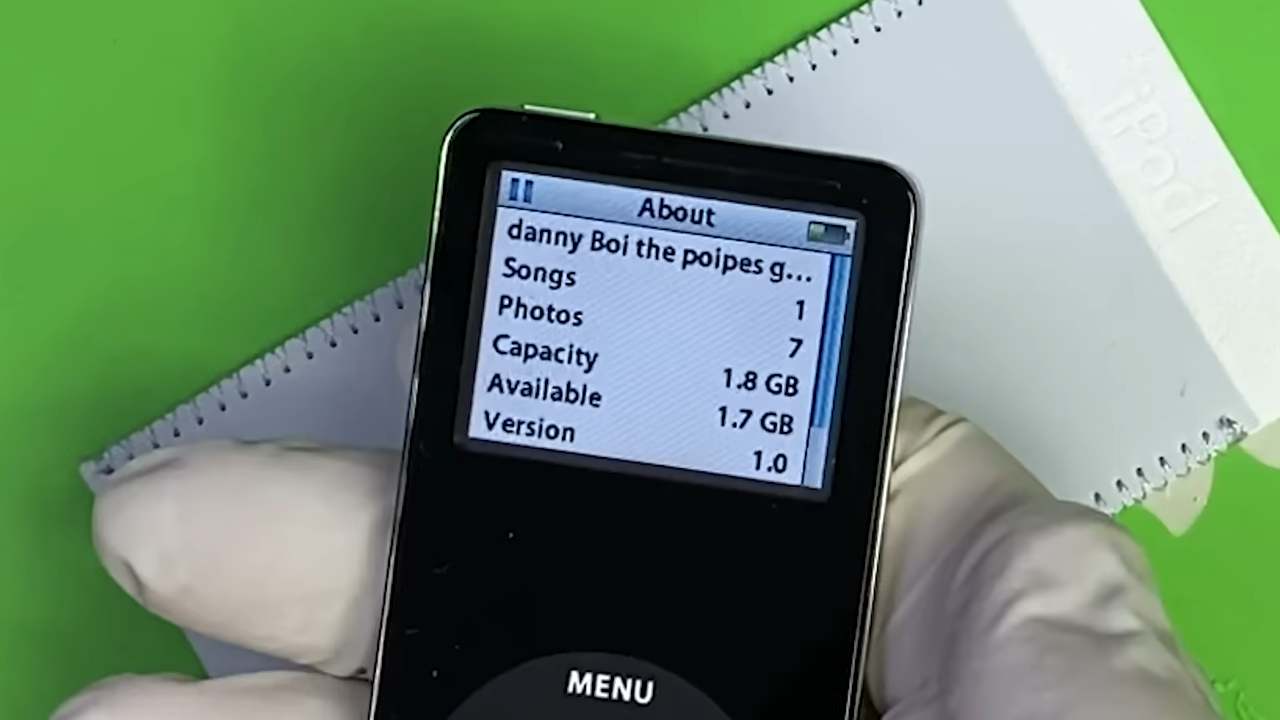 About
danny Boi the poipes g...
Songs 1
Photos 7
Capacity 1.8 GB
Available 1.7 GB
Version 1.0
MENU
iPod